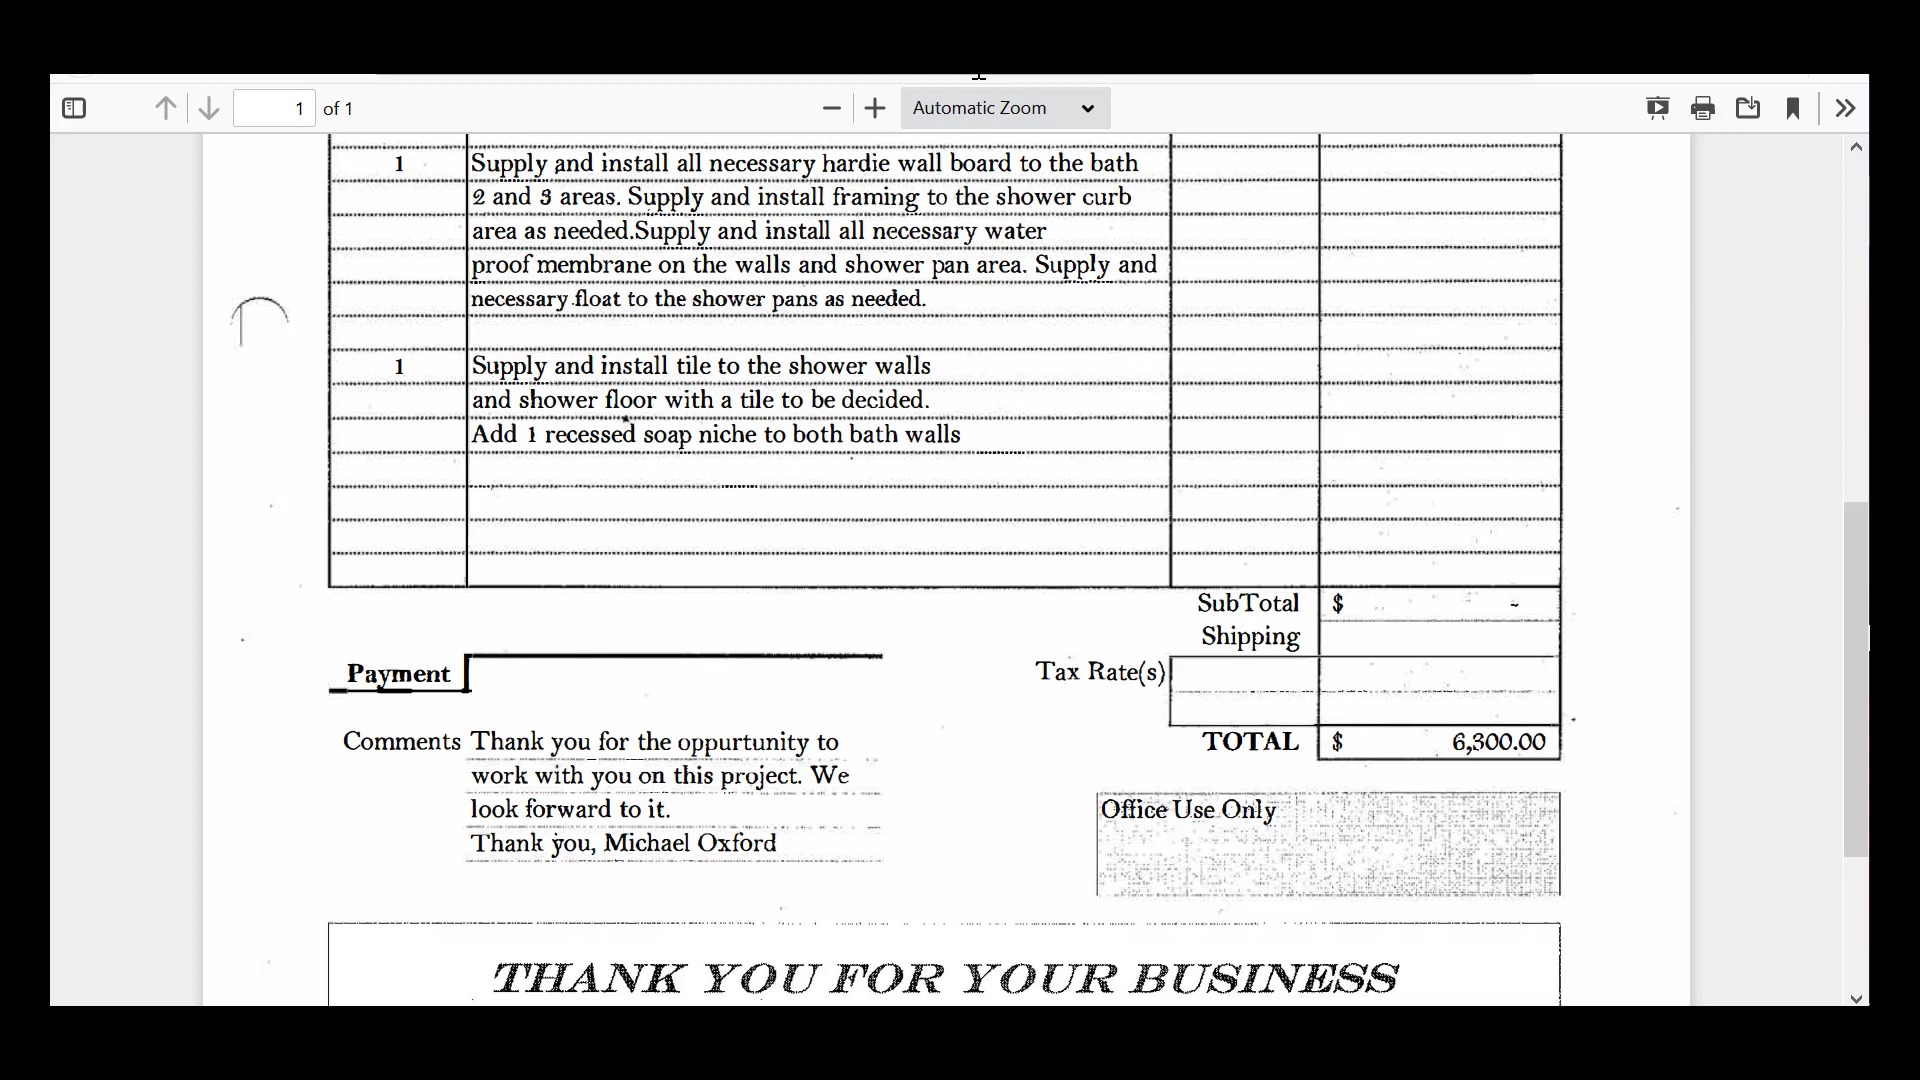 1 of 1
Automatic Zoom
1 Supply and install all necessary hardie wall board to the bath
2 and 3 areas. Supply and install framing to the shower curb
area as needed.Supply and install all necessary water
proof membrane on the walls and shower pan area. Supply and
necessary float to the shower pans as needed.
1 Supply and install tile to the shower walls
and shower floor with a tile to be decided.
Add 1 recessed soap niche to both bath walls
SubTotal $ -
Shipping
Payment
Tax Rate(s)
Comments Thank you for the oppurtunity to
work with you on this project. We
look forward to it.
Thank you, Michael Oxford
TOTAL $ 6,300.00
Office Use Only
THANK YOU FOR YOUR BUSINESS